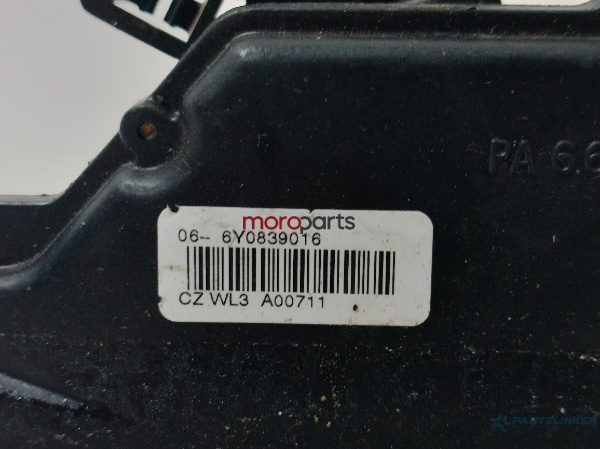 PA 6.6
moroparts
06-- 6Y0839016
CZ WL3 A00711
PARTSLINKER